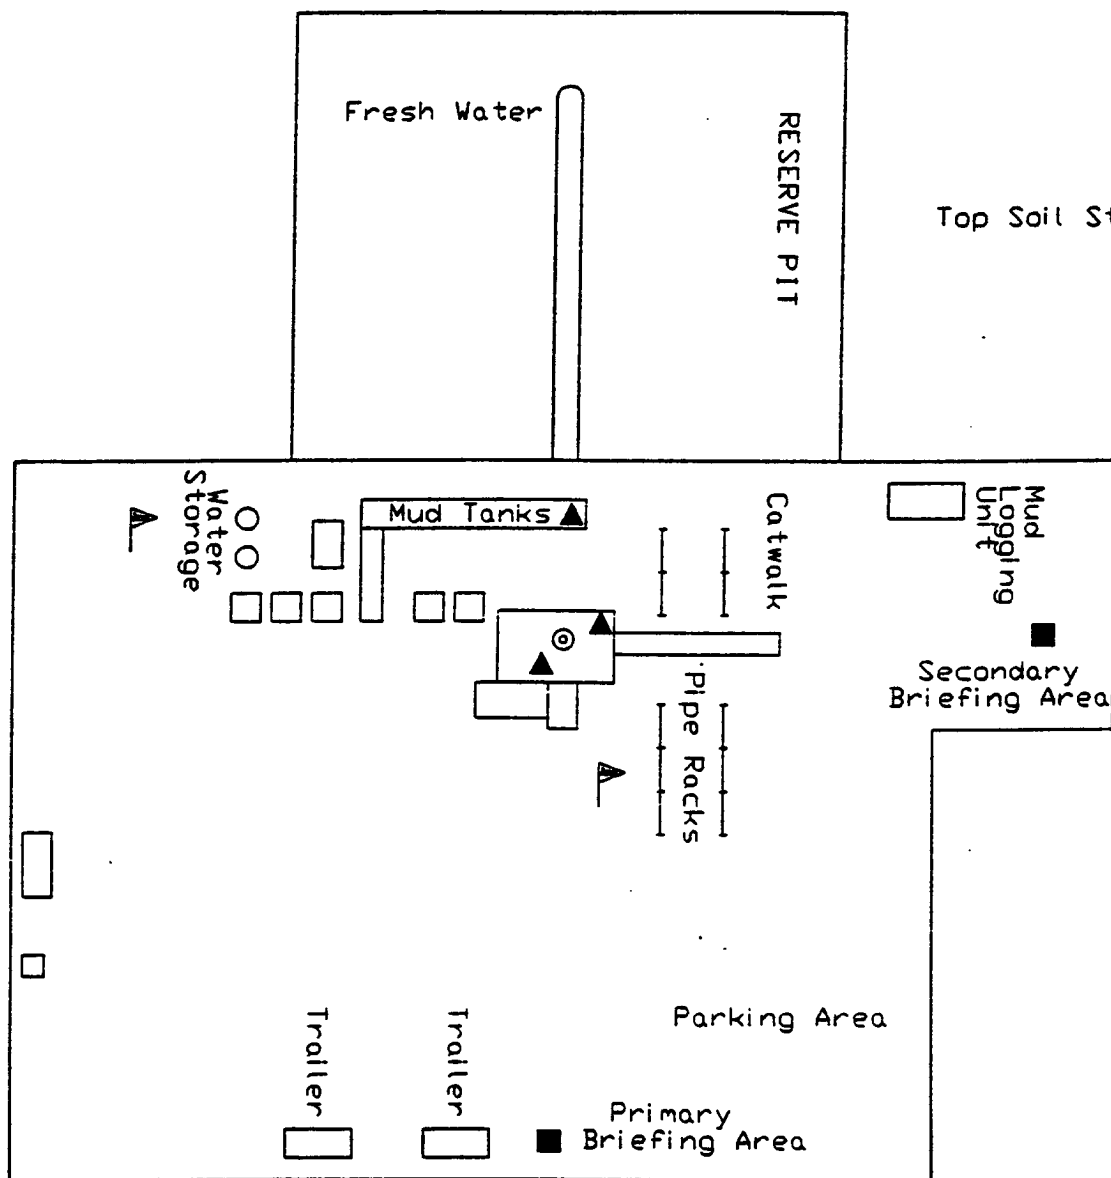 Fresh Water
RESERVE PIT
Top Soil
Water
Storage
Mud Tanks
Catwalk
Mud
Logging
Unit
Secondary
Briefing Area
Pipe Racks
Parking Area
Trailer
Trailer
Primary
Briefing Area